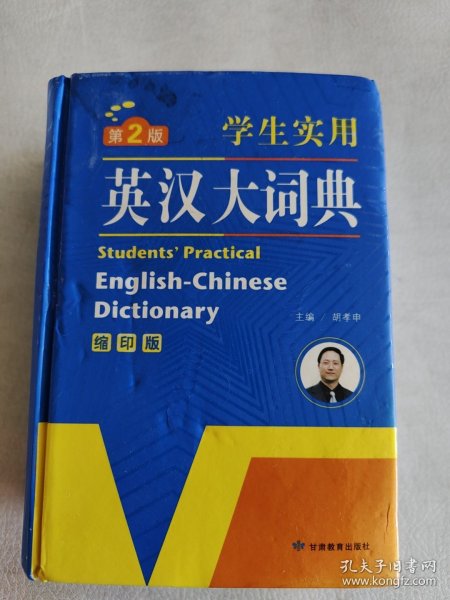 第2版
学生实用
英汉大词典
Students' Practical
English-Chinese
Dictionary
主编／胡孝申
缩印版
甘肃教育出版社
孔夫子旧书网
www.kongfz.com